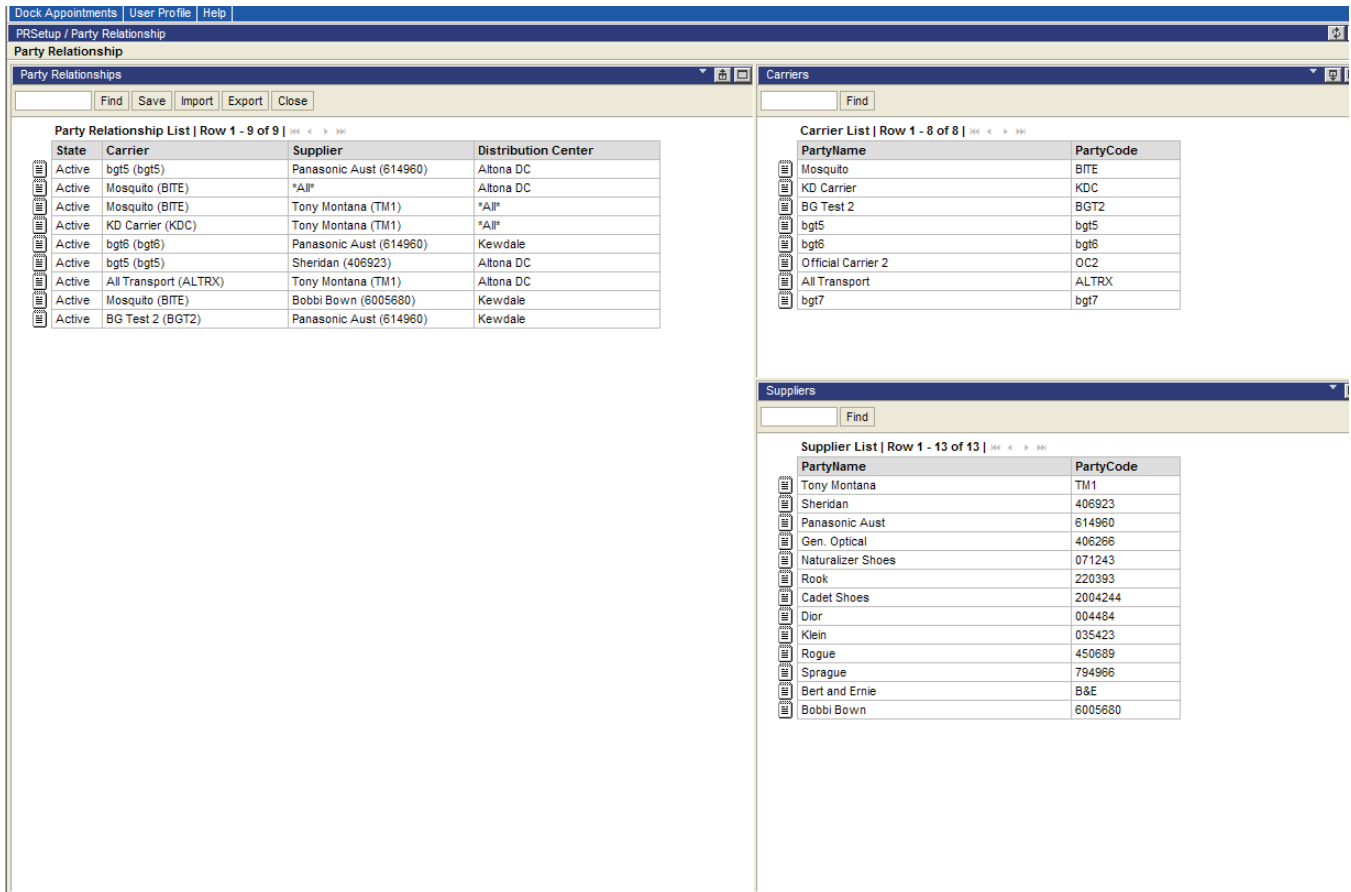 Dock Appointments | User Profile | Help |
PRSetup / Party Relationship
Party Relationship
Party Relationships
Find Save Import Export Close
Party Relationship List | Row 1 - 9 of 9 |
State Carrier Supplier Distribution Center
Active bgt5 (bgt5) Panasonic Aust (614960) Altona DC
Active Mosquito (BITE) *All* Altona DC
Active Mosquito (BITE) Tony Montana (TM1) *All*
Active KD Carrier (KDC) Tony Montana (TM1) *All*
Active bgt6 (bgt6) Panasonic Aust (614960) Kewdale
Active bgt5 (bgt5) Sheridan (406923) Altona DC
Active All Transport (ALTRX) Tony Montana (TM1) Altona DC
Active Mosquito (BITE) Bobbi Bown (6005680) Kewdale
Active BG Test 2 (BGT2) Panasonic Aust (614960) Kewdale
Carriers
Find
Carrier List | Row 1 - 8 of 8 |
PartyName PartyCode
Mosquito BITE
KD Carrier KDC
BG Test 2 BGT2
bgt5 bgt5
bgt6 bgt6
Official Carrier 2 OC2
All Transport ALTRX
bgt7 bgt7
Suppliers
Find
Supplier List | Row 1 - 13 of 13 |
PartyName PartyCode
Tony Montana TM1
Sheridan 406923
Panasonic Aust 614960
Gen. Optical 406266
Naturalizer Shoes 071243
Rook 220393
Cadet Shoes 2004244
Dior 004484
Klein 035423
Rogue 450689
Sprague 794966
Bert and Ernie B&E
Bobbi Bown 6005680